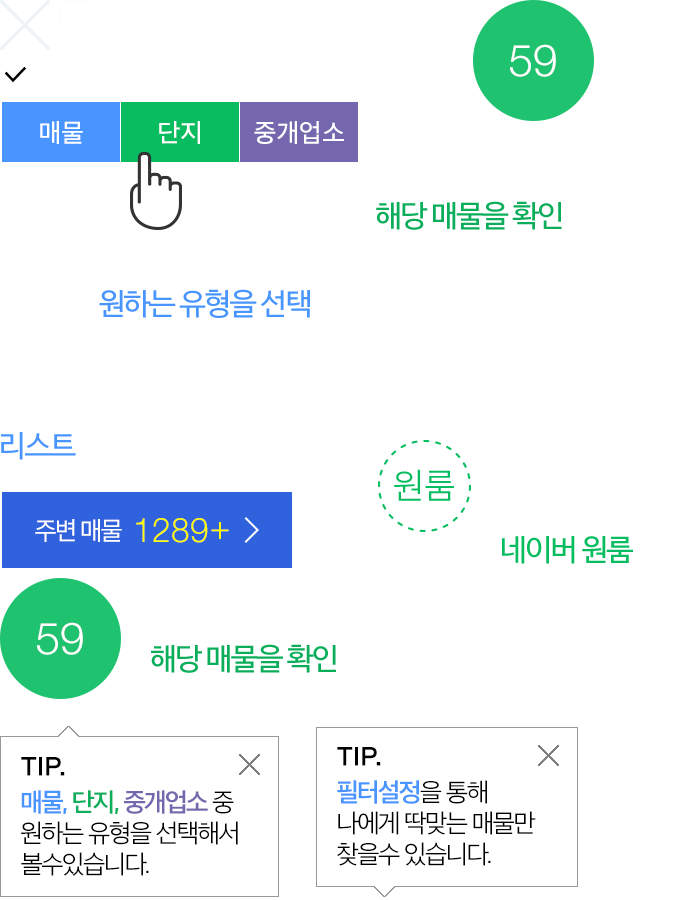 59
매물 단지 중개업소
해당 매물을 확인
원하는 유형을 선택
리스트
원룸
주변 매물 1289+
네이버 원룸
59
해당 매물을 확인
TIP.
매물, 단지, 중개업소 중
원하는 유형을 선택해서
볼수있습니다.
TIP.
필터설정을 통해
나에게 딱맞는 매물만
찾을수 있습니다.